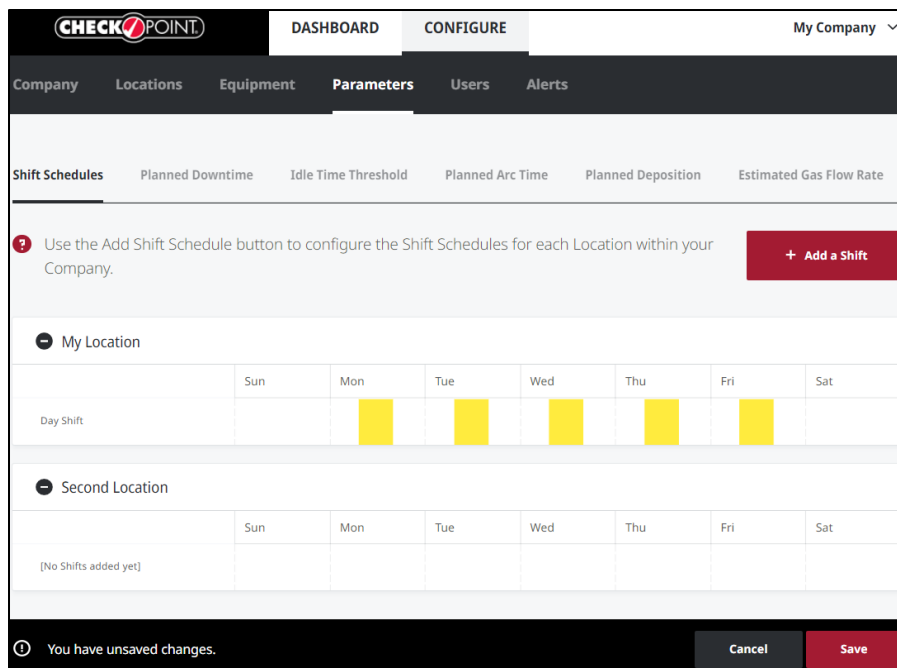 CHECK POINT.
DASHBOARD
CONFIGURE
My Company
Company
Locations
Equipment
Parameters
Users
Alerts
Shift Schedules
Planned Downtime
Idle Time Threshold
Planned Arc Time
Planned Deposition
Estimated Gas Flow Rate
? Use the Add Shift Schedule button to configure the Shift Schedules for each Location within your
Company.
+ Add a Shift
My Location
Sun Mon Tue Wed Thu Fri Sat
Day Shift
Second Location
Sun Mon Tue Wed Thu Fri Sat
[No Shifts added yet]
! You have unsaved changes.
Cancel
Save